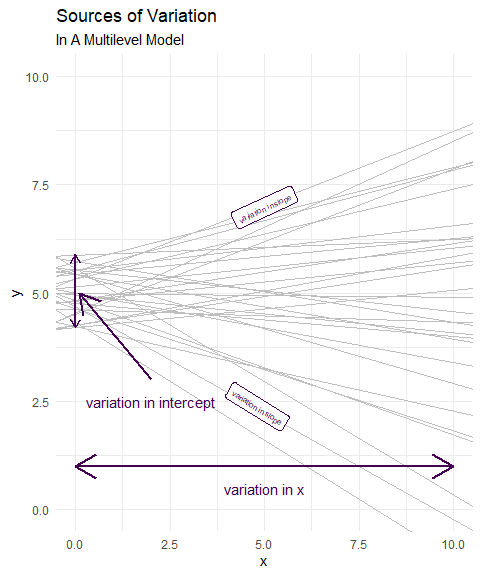 Sources of Variation
In A Multilevel Model
10.0
7.5
variation in slope
y
5.0
variation in slope
2.5
variation in intercept
variation in x
0.0
0.0
2.5
5.0
7.5
10.0
x